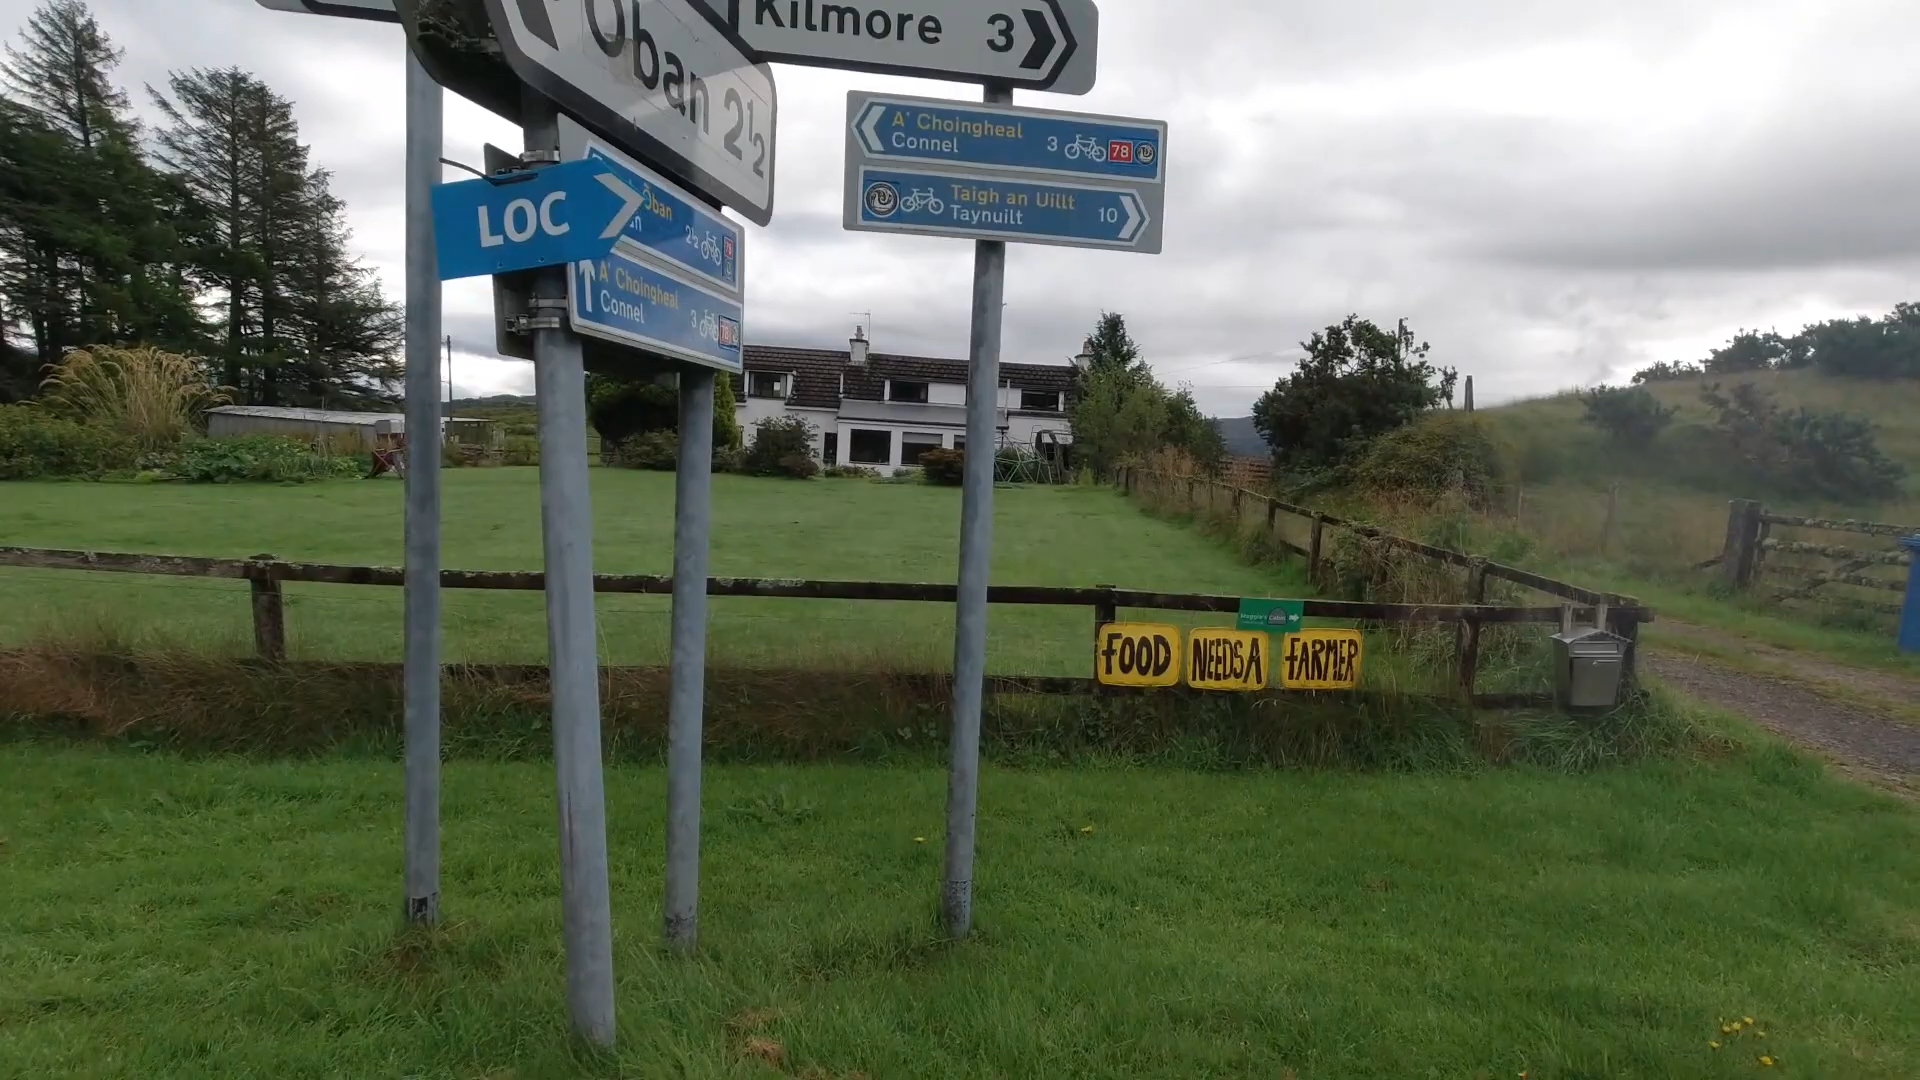 Kilmore 3
Oban 2½
A' Choingheal
Connel 3 78
Taigh an Uillt
Taynuilt 10
LOC
2½
A' Choingheal
Connel 3 78
FOOD NEEDS A FARMER